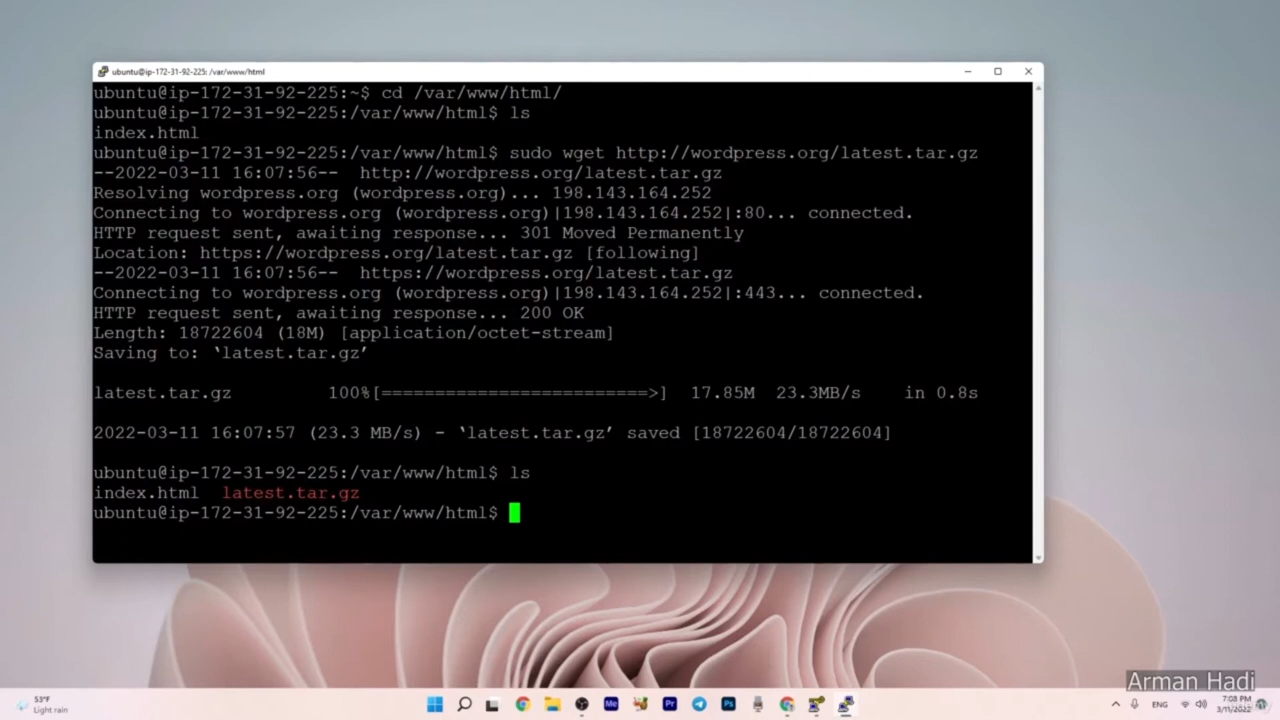 ubuntu@ip-172-31-92-225: /var/www/html
ubuntu@ip-172-31-92-225:~$ cd /var/www/html/
ubuntu@ip-172-31-92-225:/var/www/html$ ls
index.html
ubuntu@ip-172-31-92-225:/var/www/html$ sudo wget http://wordpress.org/latest.tar.gz
--2022-03-11 16:07:56--  http://wordpress.org/latest.tar.gz
Resolving wordpress.org (wordpress.org)... 198.143.164.252
Connecting to wordpress.org (wordpress.org)|198.143.164.252|:80... connected.
HTTP request sent, awaiting response... 301 Moved Permanently
Location: https://wordpress.org/latest.tar.gz [following]
--2022-03-11 16:07:56--  https://wordpress.org/latest.tar.gz
Connecting to wordpress.org (wordpress.org)|198.143.164.252|:443... connected.
HTTP request sent, awaiting response... 200 OK
Length: 18722604 (18M) [application/octet-stream]
Saving to: ‘latest.tar.gz’
latest.tar.gz         100%[=========================>]  17.85M  23.3MB/s    in 0.8s
2022-03-11 16:07:57 (23.3 MB/s) - ‘latest.tar.gz’ saved [18722604/18722604]
ubuntu@ip-172-31-92-225:/var/www/html$ ls
index.html  latest.tar.gz
ubuntu@ip-172-31-92-225:/var/www/html$
Arman Hadi
53°F
Light rain
Me
Pr
Ps
ENG
7:08 PM
3/11/2022